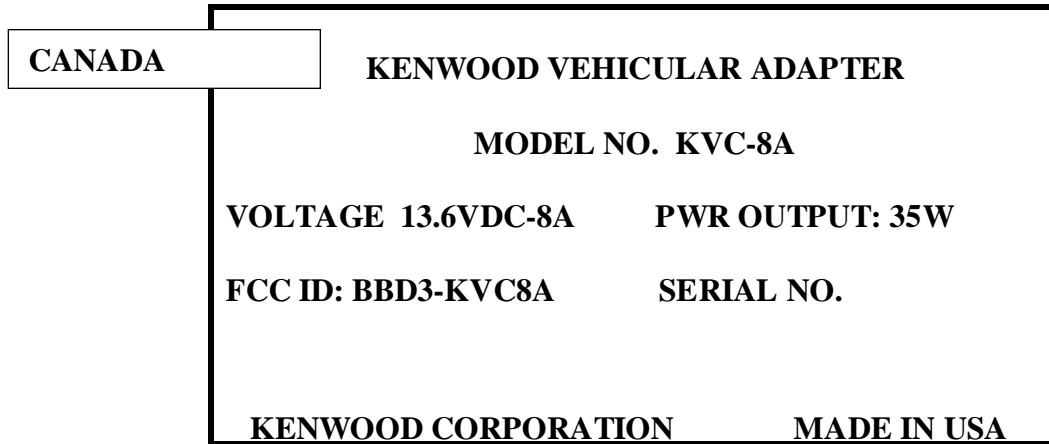 CANADA
KENWOOD VEHICULAR ADAPTER
MODEL NO. KVC-8A
VOLTAGE 13.6VDC-8A PWR OUTPUT: 35W
FCC ID: BBD3-KVC8A SERIAL NO.
KENWOOD CORPORATION MADE IN USA